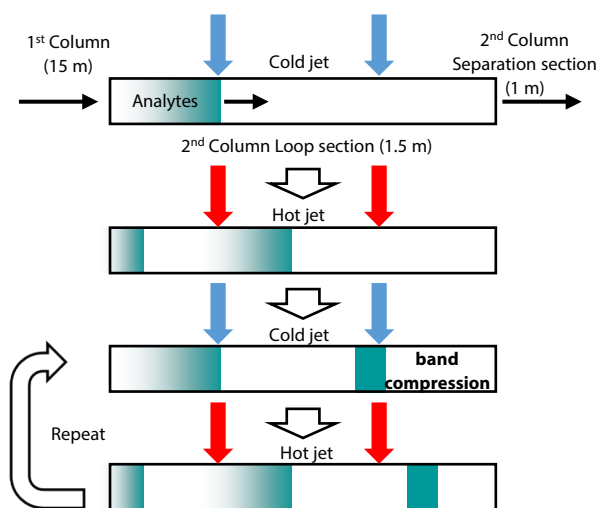 1st Column
(15 m)
Cold jet
2nd Column
Separation section
(1 m)
Analytes
2nd Column Loop section (1.5 m)
Hot jet
Cold jet
band
compression
Repeat
Hot jet